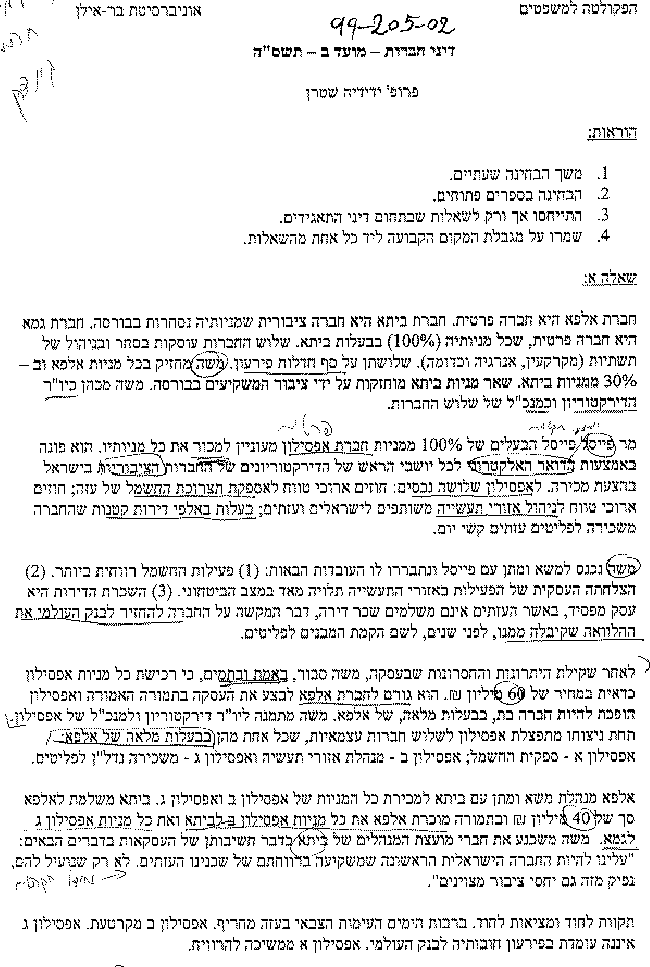 הפקולטה למשפטים
אוניברסיטת בר-אילן
99-205-02
דיני חברות – מועד ב – תשס"ה
פרופ' ידידיה שטרן
הוראות:
1. משך הבחינה שעתיים.
2. הבחינה בספרים פתוחים.
3. התייחסו אך ורק לשאלות שבתחום דיני התאגידים.
4. שמרו על מגבלת המקום הקבועה ליד כל אחת מהשאלות.
שאלה א:
חברת אלפא היא חברה פרטית. חברת ביתא היא חברה ציבורית שמניותיה נסחרות בבורסה. חברת גמא
היא חברה פרטית, שכל מניותיה (100%) בבעלות ביתא. שלוש החברות עוסקות בסחר ובניהול של
תשתיות (מקרקעין, אנרגיה וכדומה). שלושתן על סף חדלות פירעון. משה מחזיק בכל מניות אלפא וב –
30% ממניות ביתא. שאר מניות ביתא מוחזקות על ידי ציבור המשקיעים בבורסה. משה מכהן כיו"ר
הדירקטוריון וכמנכ"ל של שלוש החברות.
מר פייסל פייסל הבעלים של 100% ממניות חברת אפסילון מעוניין למכור את כל מניותיו. הוא פונה
באמצעות הדואר האלקטרוני לכל יושבי הראש של הדירקטוריונים של החברות הציבוריות בישראל
בהצעת מכירה. לאפסילון שלושה נכסים: חוזים ארוכי טווח לאספקת תצרוכת החשמל של עזה; חוזים
ארוכי טווח לניהול אזורי תעשייה משותפים לישראלים ועזתים; בעלות באלפי דירות קטנות שהחברה
משכירה לפליטים עזתים קשי יום.
משה נכנס למשא ומתן עם פייסל ונתבררו לו העובדות הבאות: (1) פעילות החשמל רווחית ביותר. (2)
הצלחתה העסקית של הפעילות באזורי התעשייה תלויה מאד במצב הביטחוני. (3) השכרת הדירות היא
עסק מפסיד, באשר העזתים אינם משלמים שכר דירה, דבר המקשה על החברה להחזיר לבנק העולמי את
ההלוואה שקיבלה ממנו, לפני שנים, לשם הקמת המבנים לפליטים.
לאחר שקילת היתרונות והחסרונות שבעסקה, משה סבור, באמת ובתמים, כי רכישת כל מניות אפסילון
כדאית במחיר של 60 מיליון ₪. הוא גורם לחברת אלפא לבצע את העסקה בתמורה האמורה ואפסילון
הופכת להיות חברה בת, בבעלות מלאה, של אלפא. משה מתמנה ליו"ר דירקטוריון ולמנכ"ל של אפסילון.
תחת ניצוחו מתפצלת אפסילון לשלוש חברות עצמאיות, שכל אחת מהן בבעלות מלאה של אלפא:
אפסילון א - ספקית החשמל; אפסילון ב - מנהלת אזורי תעשיה ואפסילון ג - משכירה נדל"ן לפליטים.
אלפא מנהלת משא ומתן עם ביתא למכירת כל המניות של אפסילון ב ואפסילון ג. ביתא משלמת לאלפא
סך של 40 מיליון ₪ ובתמורה מוכרת אלפא את כל מניות אפסילון ב לביתא ואת כל מניות אפסילון ג
לגמא. משה משכנע את חברי מועצת המנהלים של ביתא בדבר תשיבותן של העסקאות בדברים הבאים:
"עלינו להיות החברה הישראלית הראשונה שמשקיעה ברווחתם של שכנינו העזתים. לא רק שנועיל להם,
נפיק מזה גם יחסי ציבור מצוינים".
תקוות לחוד ומציאות לחוד. ברבות הימים העימות הצבאי בעזה מחריף. אפסילון ב מקרטעת. אפסילון ג
איננה עומדת בפירעון חובותיה לבנק העולמי. אפסילון א ממשיכה להרוויח.